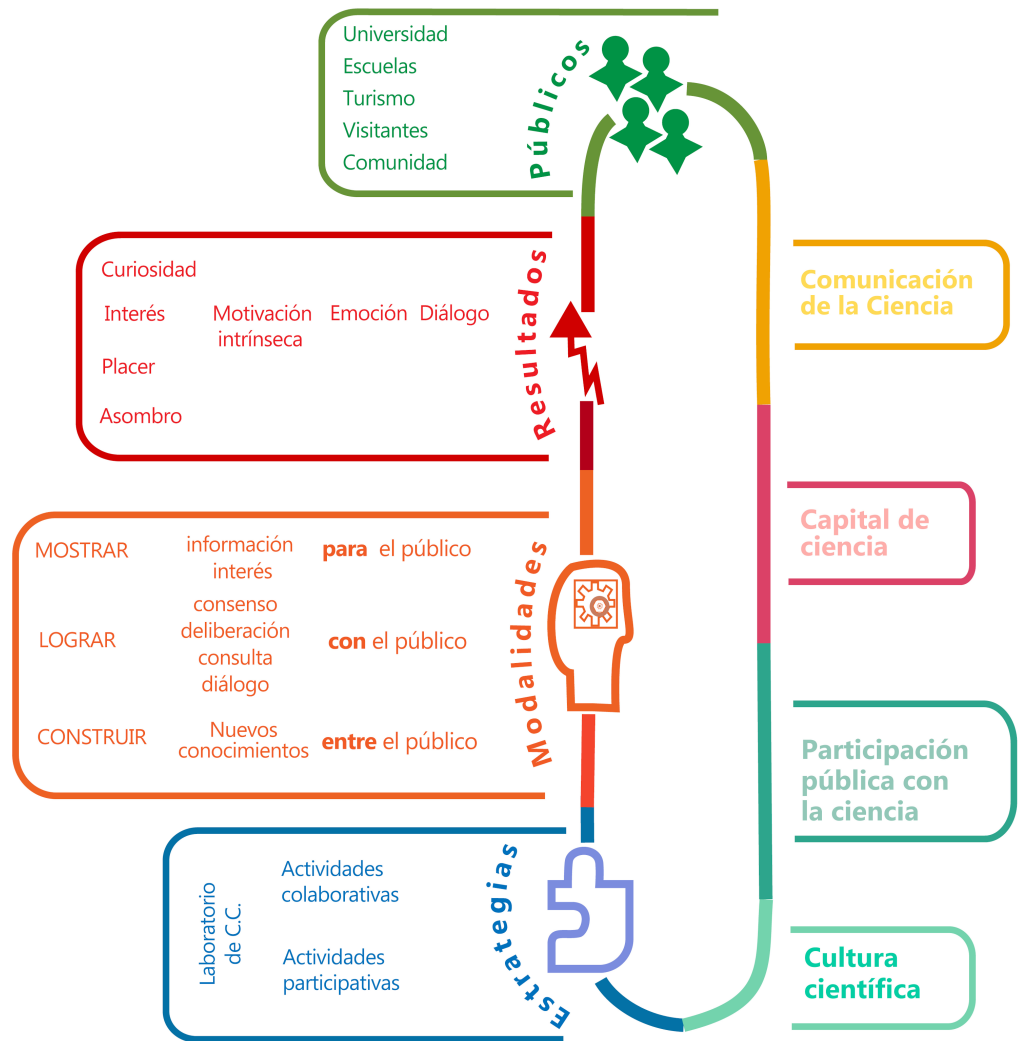 Universidad
Escuelas
Turismo
Visitantes
Comunidad
Públicos
Curiosidad
Interés
Motivación
intrínseca
Emoción
Diálogo
Placer
Asombro
Resultados
MOSTRAR
información
interés
para el público
LOGRAR
consenso
deliberación
consulta
diálogo
con el público
CONSTRUIR
Nuevos
conocimientos
entre el público
Modalidades
Laboratorio
de C.C.
Actividades
colaborativas
Actividades
participativas
Estrategias
Comunicación
de la Ciencia
Capital de
ciencia
Participación
pública con
la ciencia
Cultura
científica